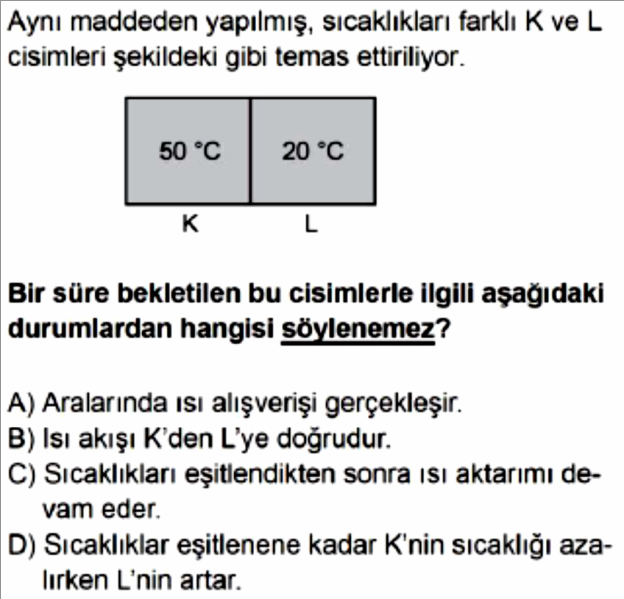 Aynı maddeden yapılmış, sıcaklıkları farklı K ve L
cisimleri şekildeki gibi temas ettiriliyor.
50 °C 20 °C
K L
Bir süre bekletilen bu cisimlerle ilgili aşağıdaki
durumlardan hangisi söylenemez?
A) Aralarında ısı alışverişi gerçekleşir.
B) Isı akışı K'den L'ye doğrudur.
C) Sıcaklıkları eşitlendikten sonra ısı aktarımı de-
vam eder.
D) Sıcaklıklar eşitlenene kadar K'nin sıcaklığı aza-
lırken L'nin artar.